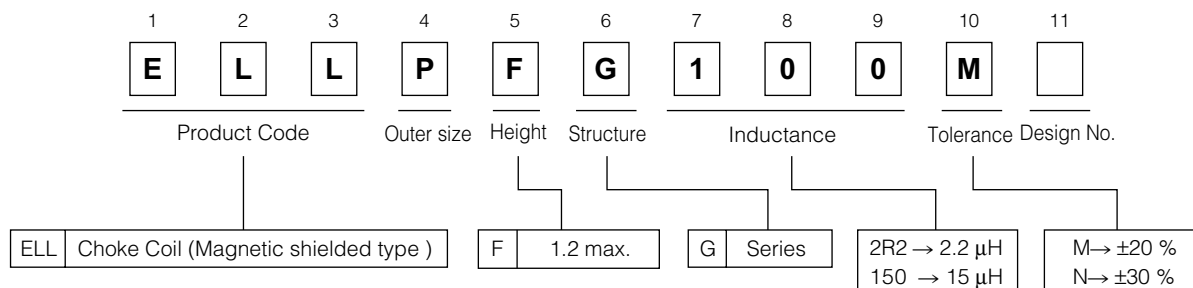 1 2 3 4 5 6 7 8 9 10 11
E L L P F G 1 0 0 M
Product Code Outer size Height Structure Inductance Tolerance Design No.
ELL Choke Coil (Magnetic shielded type ) F 1.2 max. G Series 2R2 → 2.2 µH M→ ±20 %
150 → 15 µH N→ ±30 %